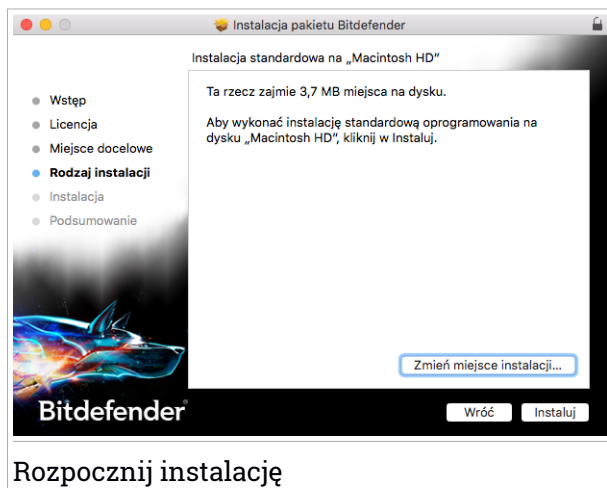 Instalacja pakietu Bitdefender
Instalacja standardowa na „Macintosh HD”
Wstęp
Licencja
Miejsce docelowe
Rodzaj instalacji
Instalacja
Podsumowanie
Ta rzecz zajmie 3,7 MB miejsca na dysku.
Aby wykonać instalację standardową oprogramowania na
dysku „Macintosh HD”, kliknij w Instaluj.
Zmień miejsce instalacji...
Bitdefender
Wróć
Instaluj
Rozpocznij instalację